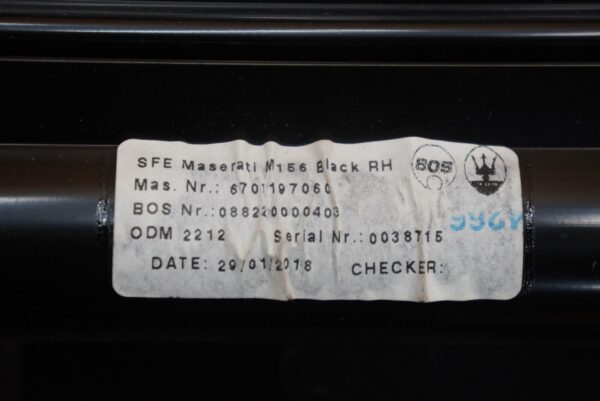 SFE Maserati M156 Black RH
BOS
Mas. Nr.: 6701197060
BOS Nr.:088220000403
ODM 2212 Serial Nr.: 0038715
DATE: 29/01/2018 CHECKER: